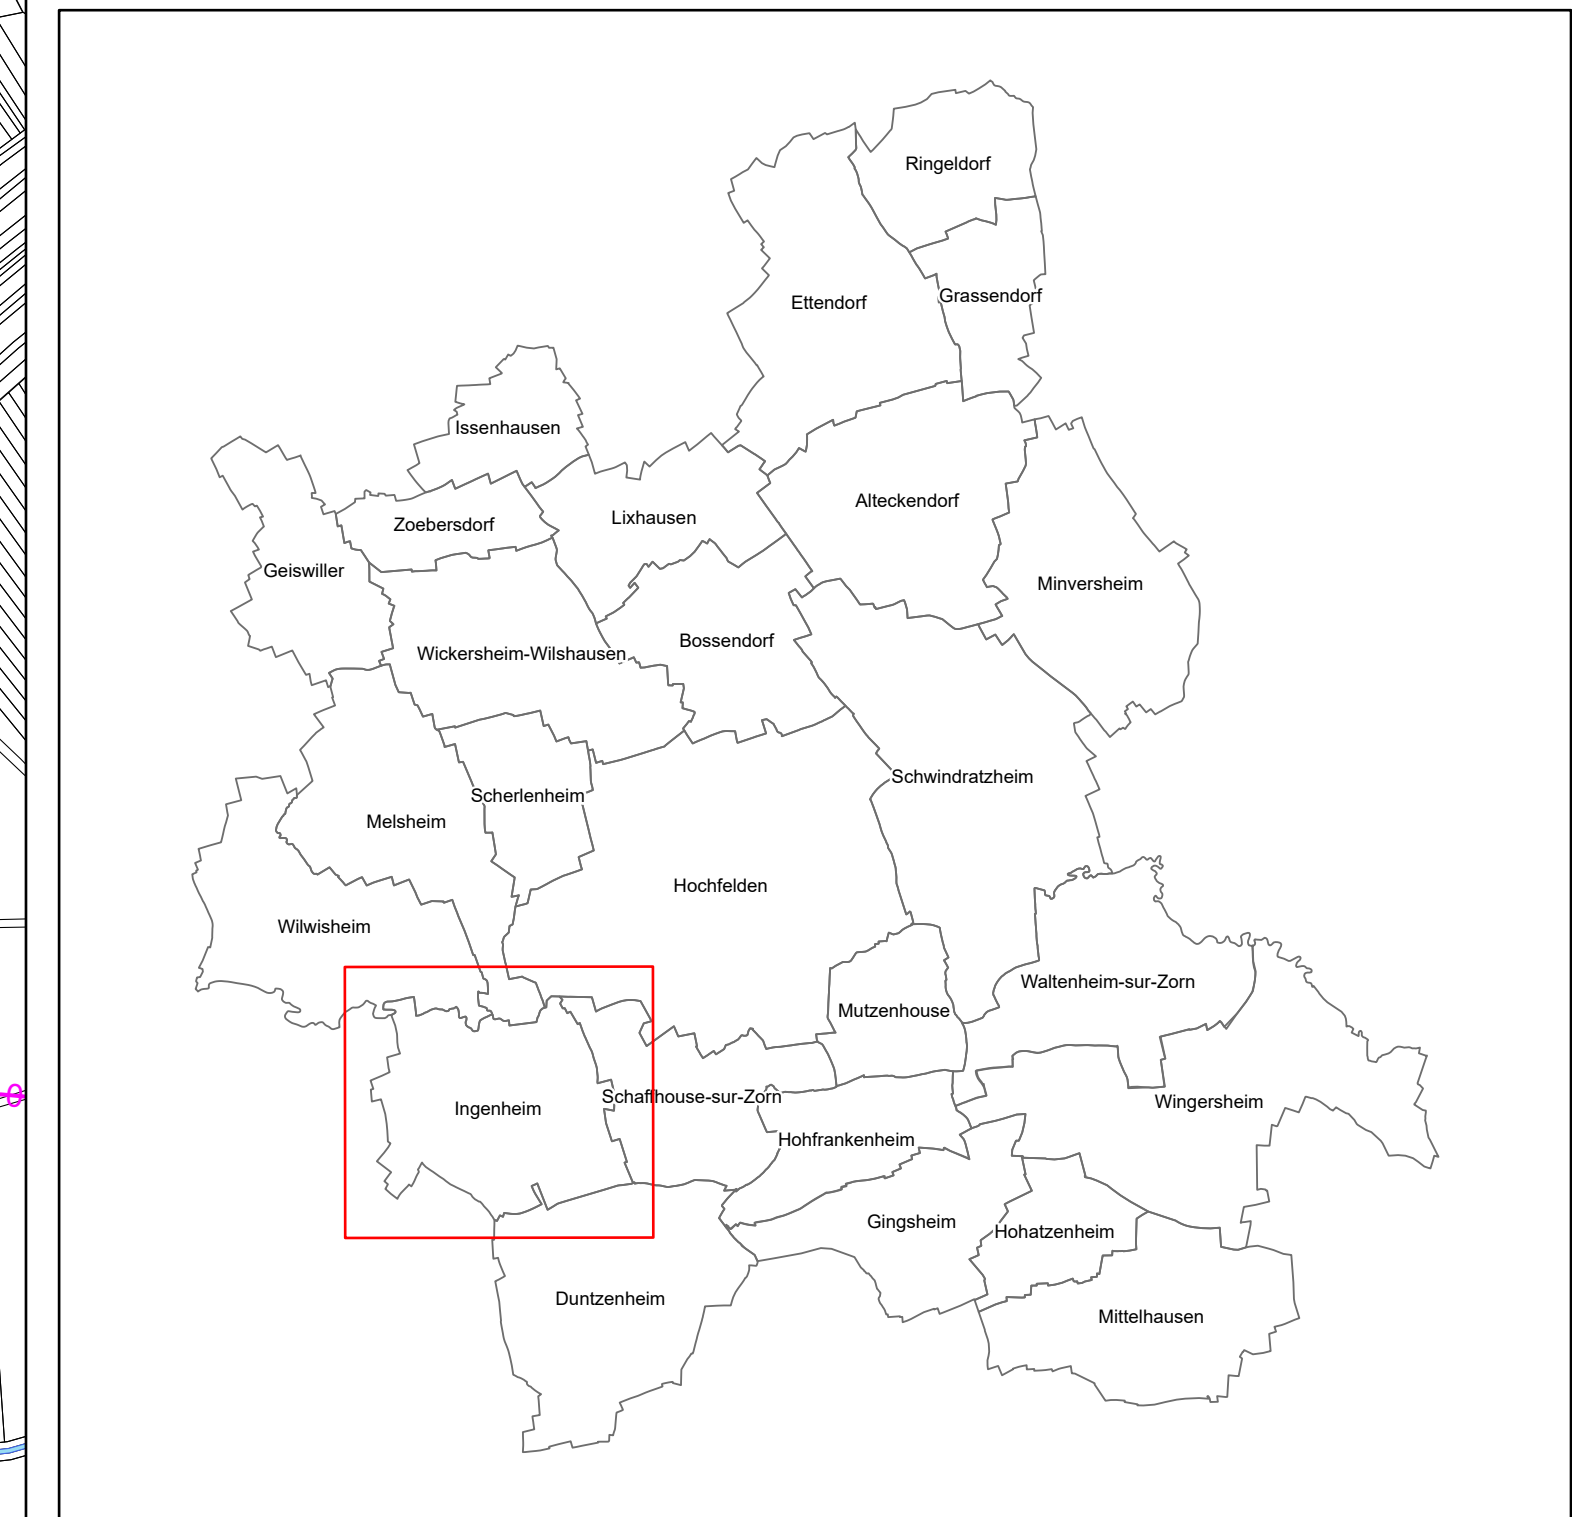 Ringeldorf
Grassendorf
Ettendorf
Issenhausen
Alteckendorf
Lixhausen
Zoebersdorf
Geiswiller
Minversheim
Bossendorf
Wickersheim-Wilshausen
Schwindratzheim
Scherlenheim
Melsheim
Hochfelden
Wilwisheim
Waltenheim-sur-Zorn
Mutzenhouse
Schaffhouse-sur-Zorn
Wingersheim
Ingenheim
Hohfrankenheim
Gingsheim
Hohatzenheim
Duntzenheim
Mittelhausen